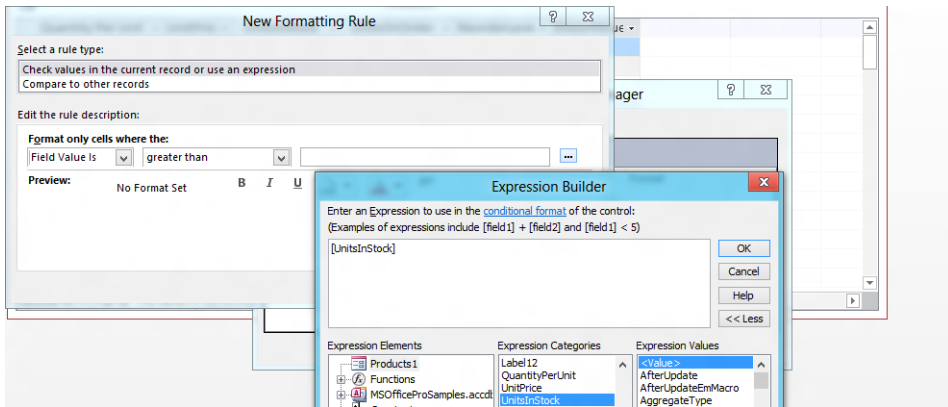 New Formatting Rule
ue
Select a rule type:
Check values in the current record or use an expression
Compare to other records
ager
Edit the rule description:
Format only cells where the:
Field Value Is greater than ...
Preview: No Format Set B I U
Expression Builder
Enter an Expression to use in the conditional format of the control:
(Examples of expressions include [field1] + [field2] and [field1] < 5)
[UnitsInStock]
OK
Cancel
Help
<< Less
Expression Elements Expression Categories Expression Values
Products1 Label12 <Value>
Functions QuantityPerUnit AfterUpdate
MSOfficeProSamples.accdb UnitPrice AfterUpdateEmMacro
UnitsInStock AggregateType